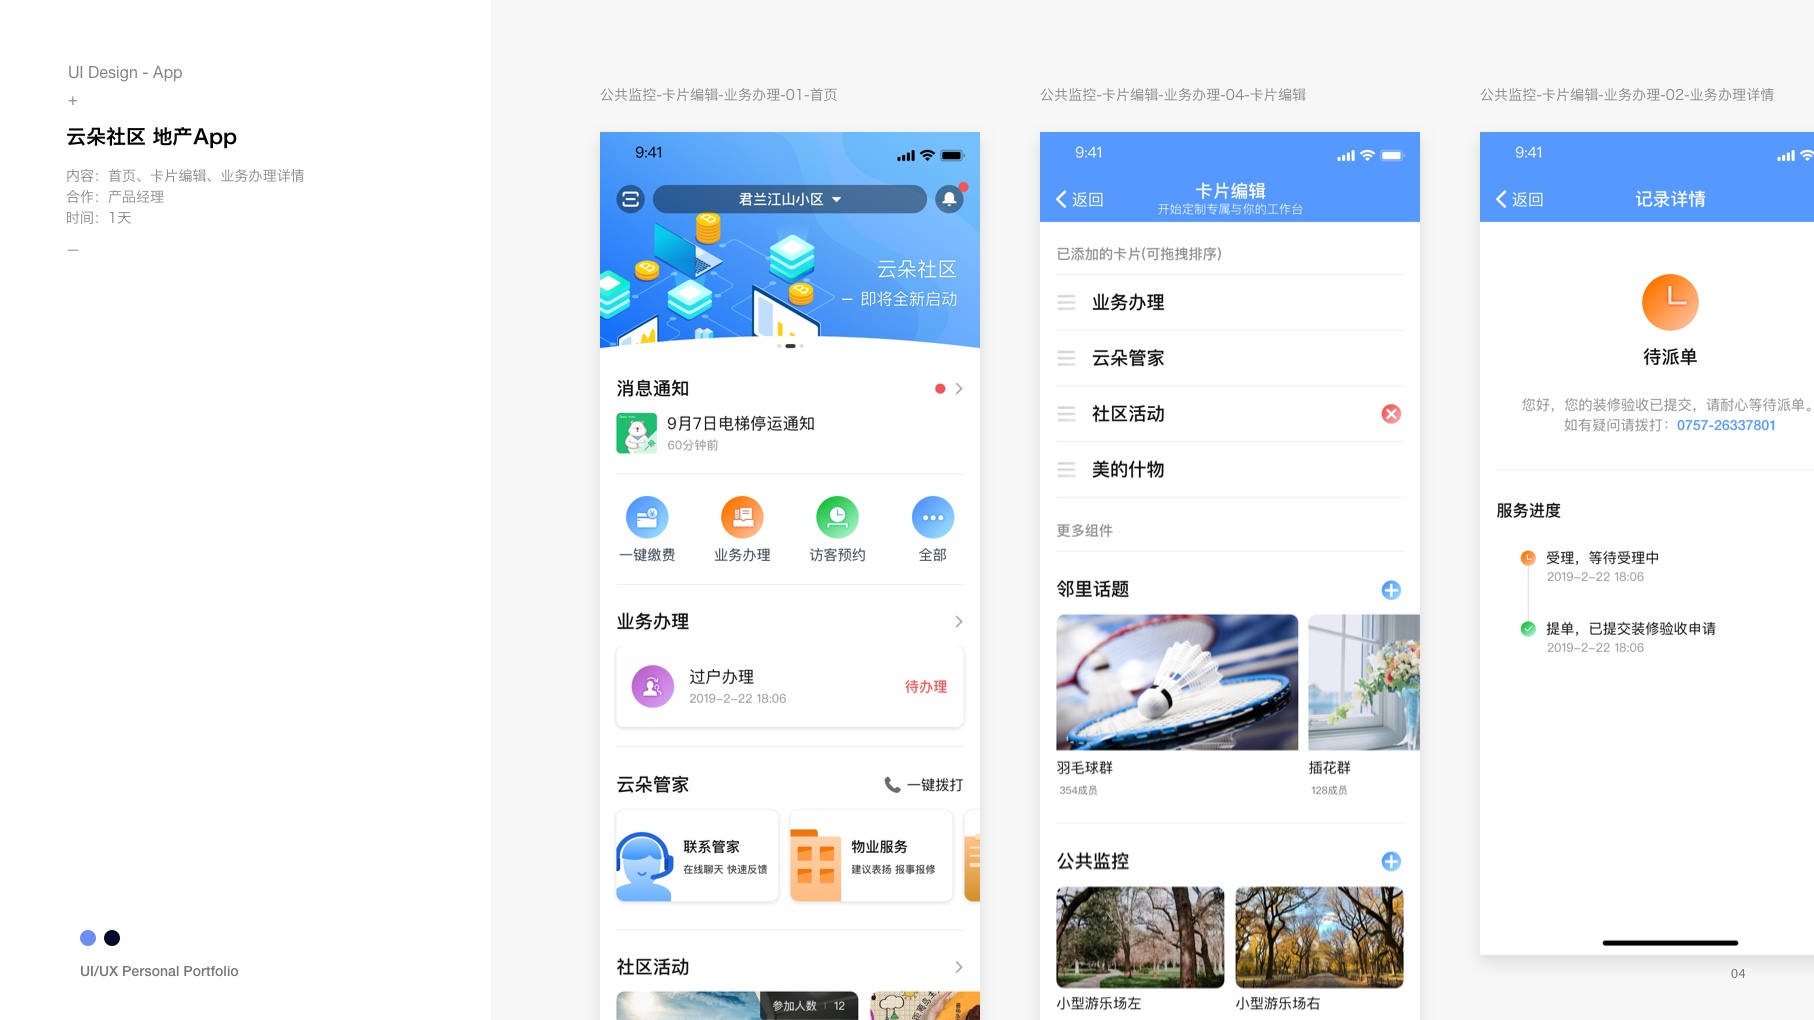 UI Design - App
+
云朵社区 地产App
内容：首页、卡片编辑、业务办理详情
合作：产品经理
时间：1天
—
UI/UX Personal Portfolio
公共监控-卡片编辑-业务办理-01-首页
9:41
君兰江山小区
云朵社区
— 即将全新启动
消息通知
9月7日电梯停运通知
60分钟前
一键缴费
业务办理
访客预约
全部
业务办理
过户办理
2019-2-22 18:06
待办理
云朵管家
一键拨打
联系管家
在线聊天 快速反馈
物业服务
建议表扬 报事报修
社区活动
参加人数 | 12
公共监控-卡片编辑-业务办理-04-卡片编辑
9:41
返回
卡片编辑
开始定制专属与你的工作台
已添加的卡片(可拖拽排序)
业务办理
云朵管家
社区活动
美的什物
更多组件
邻里话题
羽毛球群
354成员
插花群
128成员
公共监控
小型游乐场左
小型游乐场右
公共监控-卡片编辑-业务办理-02-业务办理详情
9:41
返回
记录详情
待派单
您好，您的装修验收已提交，请耐心等待派单。
如有疑问请拨打：0757-26337801
服务进度
受理，等待受理中
2019-2-22 18:06
提单，已提交装修验收申请
2019-2-22 18:06
04